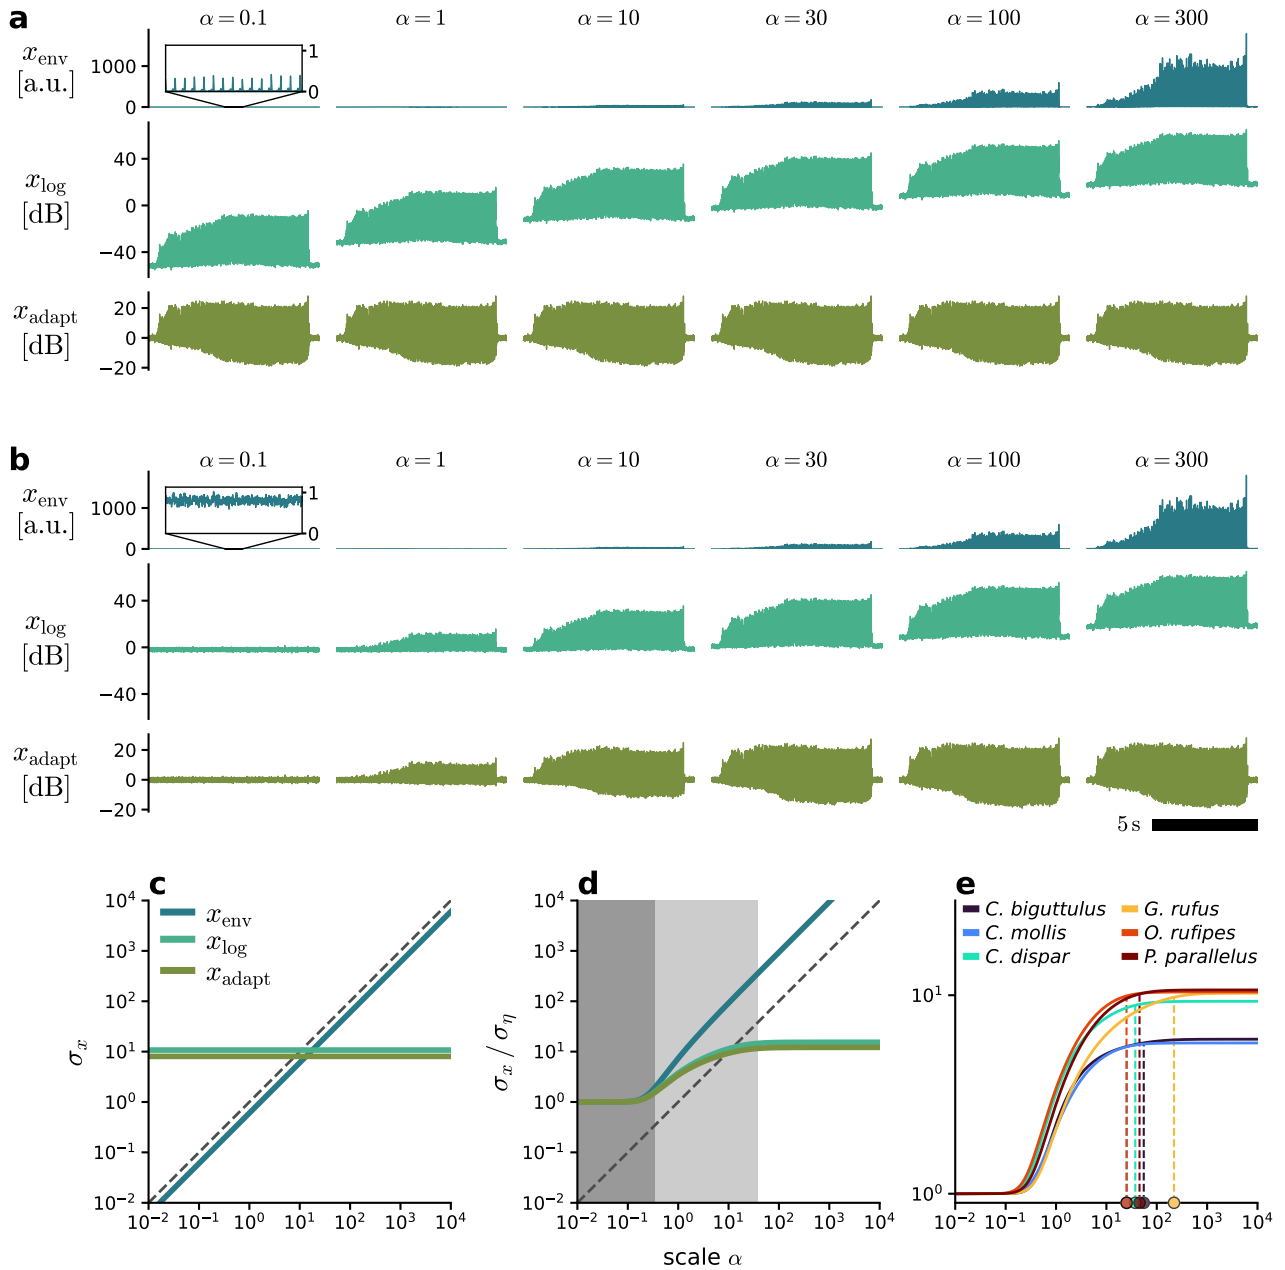 a
α = 0.1 α = 1 α = 10 α = 30 α = 100 α = 300
x_env [a.u.]
1000
0
1
0
x_log [dB]
40
0
−40
x_adapt [dB]
20
0
−20
b
α = 0.1 α = 1 α = 10 α = 30 α = 100 α = 300
x_env [a.u.]
1000
0
1
0
x_log [dB]
40
0
−40
x_adapt [dB]
20
0
−20
5 s
c
σ_x
10^4
10^3
10^2
10^1
10^0
10^−1
10^−2
x_env
x_log
x_adapt
10^−2 10^−1 10^0 10^1 10^2 10^3 10^4
d
σ_x / σ_η
10^4
10^3
10^2
10^1
10^0
10^−1
10^−2
10^−2 10^−1 10^0 10^1 10^2 10^3 10^4
scale α
e
C. biguttulus
C. mollis
C. dispar
G. rufus
O. rufipes
P. parallelus
10^1
10^0
10^−2 10^−1 10^0 10^1 10^2 10^3 10^4